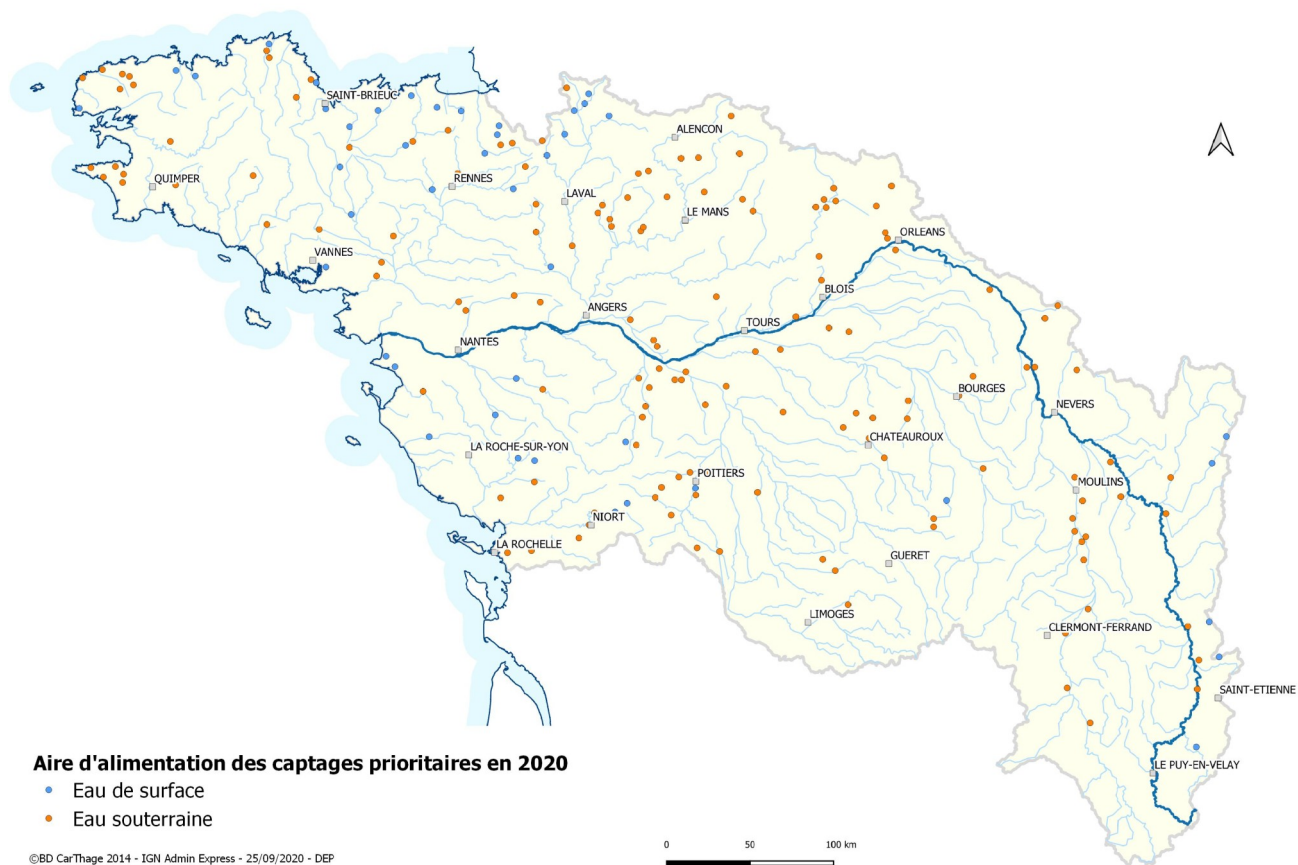 SAINT-BRIEUC
ALENCON
QUIMPER
RENNES
LAVAL
LE MANS
VANNES
ORLEANS
BLOIS
ANGERS
TOURS
NANTES
BOURGES
NEVERS
CHATEAUROUX
LA ROCHE-SUR-YON
POITIERS
MOULINS
NIORT
LA ROCHELLE
GUERET
LIMOGES
CLERMONT-FERRAND
SAINT-ETIENNE
LE PUY-EN-VELAY
Aire d'alimentation des captages prioritaires en 2020
Eau de surface
Eau souterraine
©BD CarThage 2014 - IGN Admin Express - 25/09/2020 - DEP
0 50 100 km